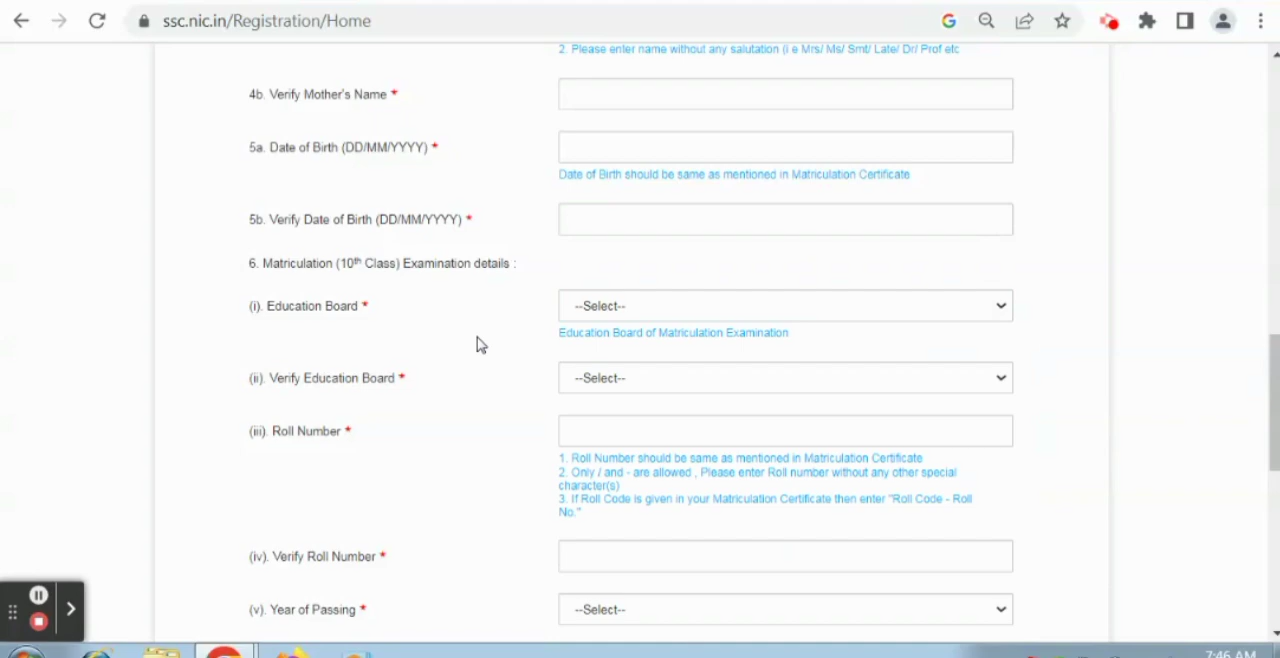 ssc.nic.in/Registration/Home
2. Please enter name without any salutation (i e Mrs/ Ms/ Smt/ Late/ Dr/ Prof etc
4b. Verify Mother's Name *
5a. Date of Birth (DD/MM/YYYY) *
Date of Birth should be same as mentioned in Matriculation Certificate
5b. Verify Date of Birth (DD/MM/YYYY) *
6. Matriculation (10th Class) Examination details :
(i). Education Board *
--Select--
Education Board of Matriculation Examination
(ii). Verify Education Board *
--Select--
(iii). Roll Number *
1. Roll Number should be same as mentioned in Matriculation Certificate
2. Only / and - are allowed , Please enter Roll number without any other special
character(s)
3. If Roll Code is given in your Matriculation Certificate then enter "Roll Code - Roll
No."
(iv). Verify Roll Number *
(v). Year of Passing *
--Select--
7:46 AM